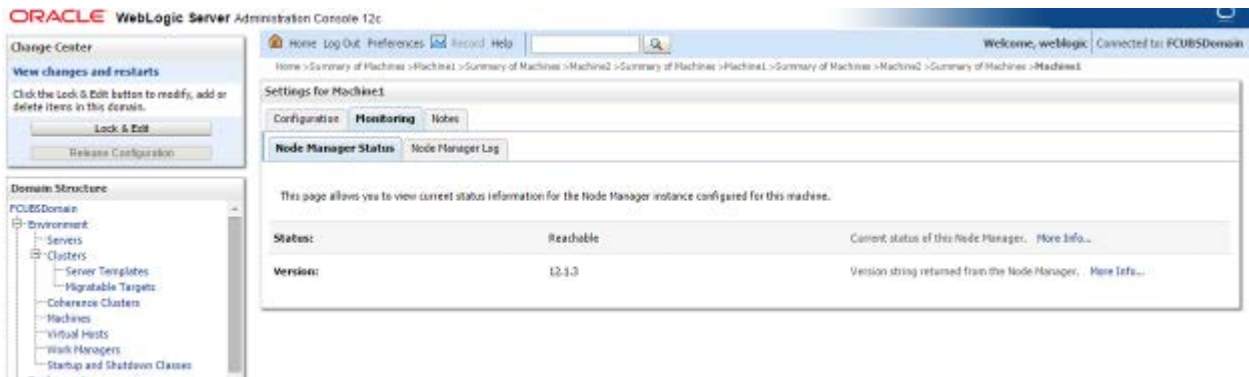 ORACLE WebLogic Server Administration Console 12c
Change Center
View changes and restarts
Click the Lock & Edit button to modify, add or
delete items in this domain.
Lock & Edit
Release Configuration
Domain Structure
FCUBSDomain
Environment
Servers
Clusters
Server Templates
Migratable Targets
Coherence Clusters
Machines
Virtual Hosts
Work Managers
Startup and Shutdown Classes
Home Log Out Preferences Record Help
Welcome, weblogic Connected to: FCUBSDomain
Home >Summary of Machines >Machine1 >Summary of Machines >Machine2 >Summary of Machines >Machine1 >Summary of Machines >Machine2 >Summary of Machines >Machine1
Settings for Machine1
Configuration Monitoring Notes
Node Manager Status Node Manager Log
This page allows you to view current status information for the Node Manager instance configured for this machine.
Status: Reachable Current status of this Node Manager. More Info...
Version: 12.1.3 Version string returned from the Node Manager. More Info...